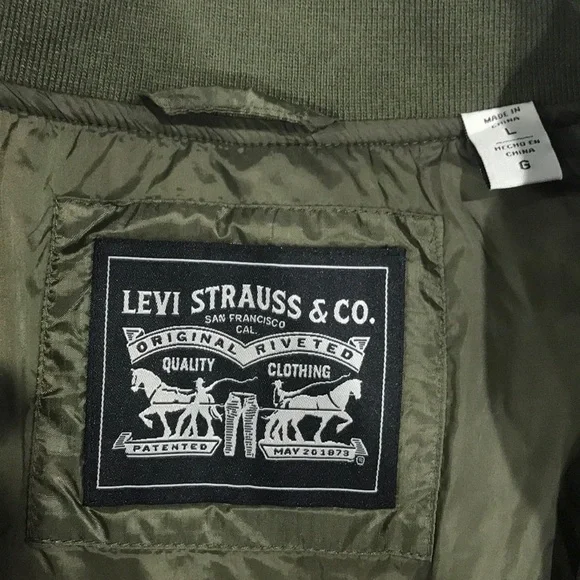 LEVI STRAUSS & CO.
SAN FRANCISCO
CAL.
ORIGINAL RIVETED
QUALITY CLOTHING
PATENTED MAY 20 1873
®
MADE IN
CHINA
L
HECHO EN
CHINA
G